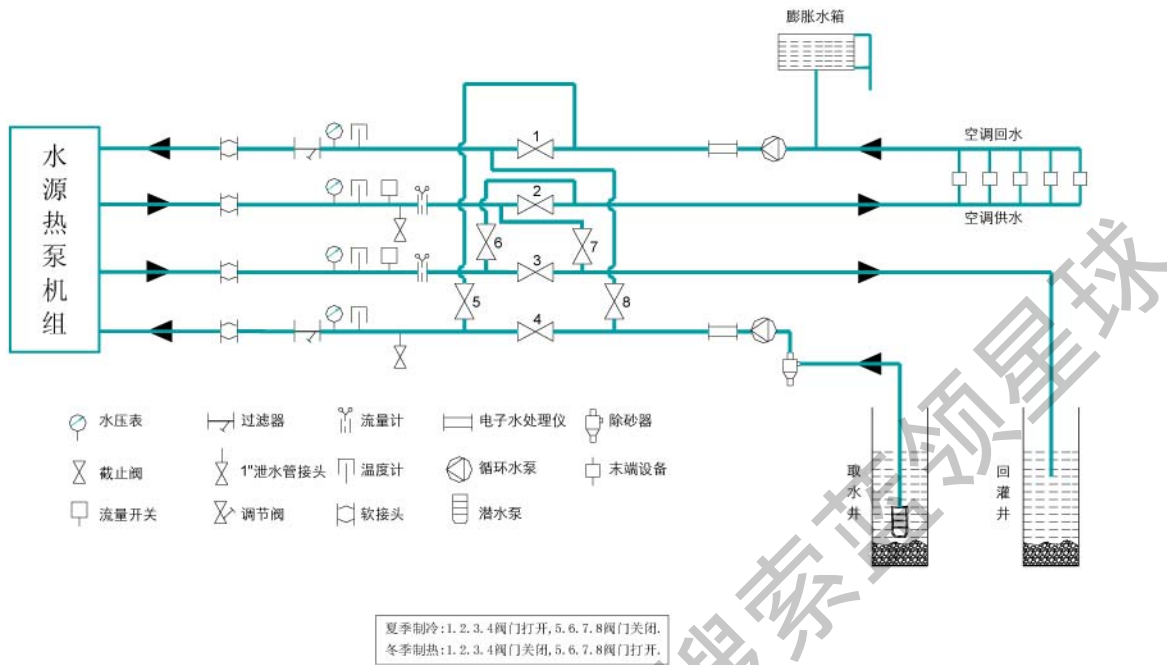 膨胀水箱
空调回水
水源热泵机组
1
2
空调供水
6
7
3
5
8
4
水压表
过滤器
流量计
电子水处理仪
除砂器
截止阀
1"泄水管接头
温度计
循环水泵
末端设备
流量开关
调节阀
软接头
潜水泵
取水井
回灌井
夏季制冷:1.2.3.4阀门打开,5.6.7.8阀门关闭.
冬季制热:1.2.3.4阀门关闭,5.6.7.8阀门打开.
搜索蓝领星球